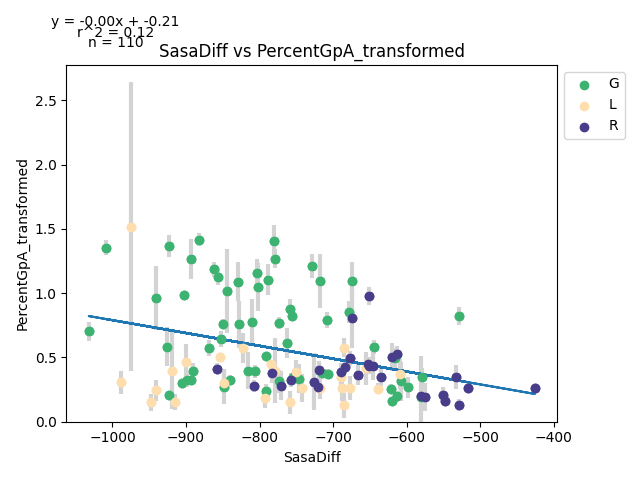 y = -0.00x + -0.21
r^2 = 0.12
n = 110
SasaDiff vs PercentGpA_transformed
G
L
R
PercentGpA_transformed
2.5
2.0
1.5
1.0
0.5
0.0
−1000 −900 −800 −700 −600 −500 −400
SasaDiff